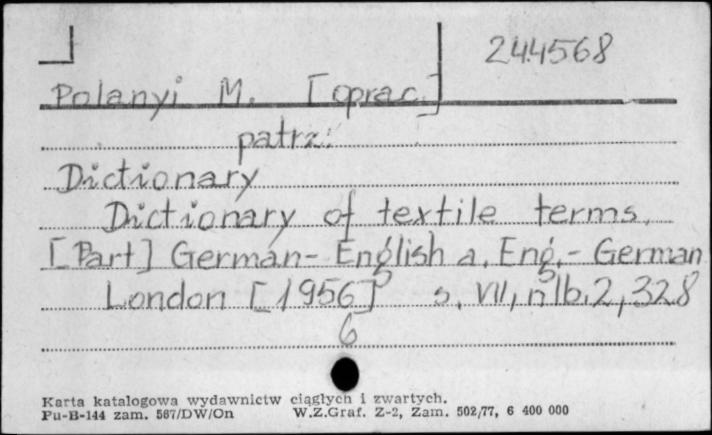 244568
Polanyi M. [oprac.]
patrz:
Dictionary
Dictionary of textile terms.
[Part] German-English a. Eng.- German
London [1956] s. VII, nlb. 2, 328
6
Karta katalogowa wydawnictw ciągłych i zwartych.
Pu-B-144 zam. 567/DW/On W.Z.Graf. Z-2, Zam. 502/77, 6 400 000